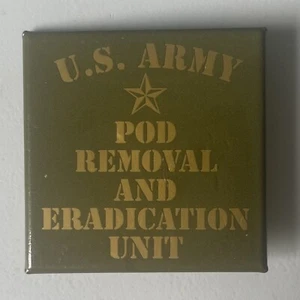 U.S. ARMY
POD
REMOVAL
AND
ERADICATION
UNIT